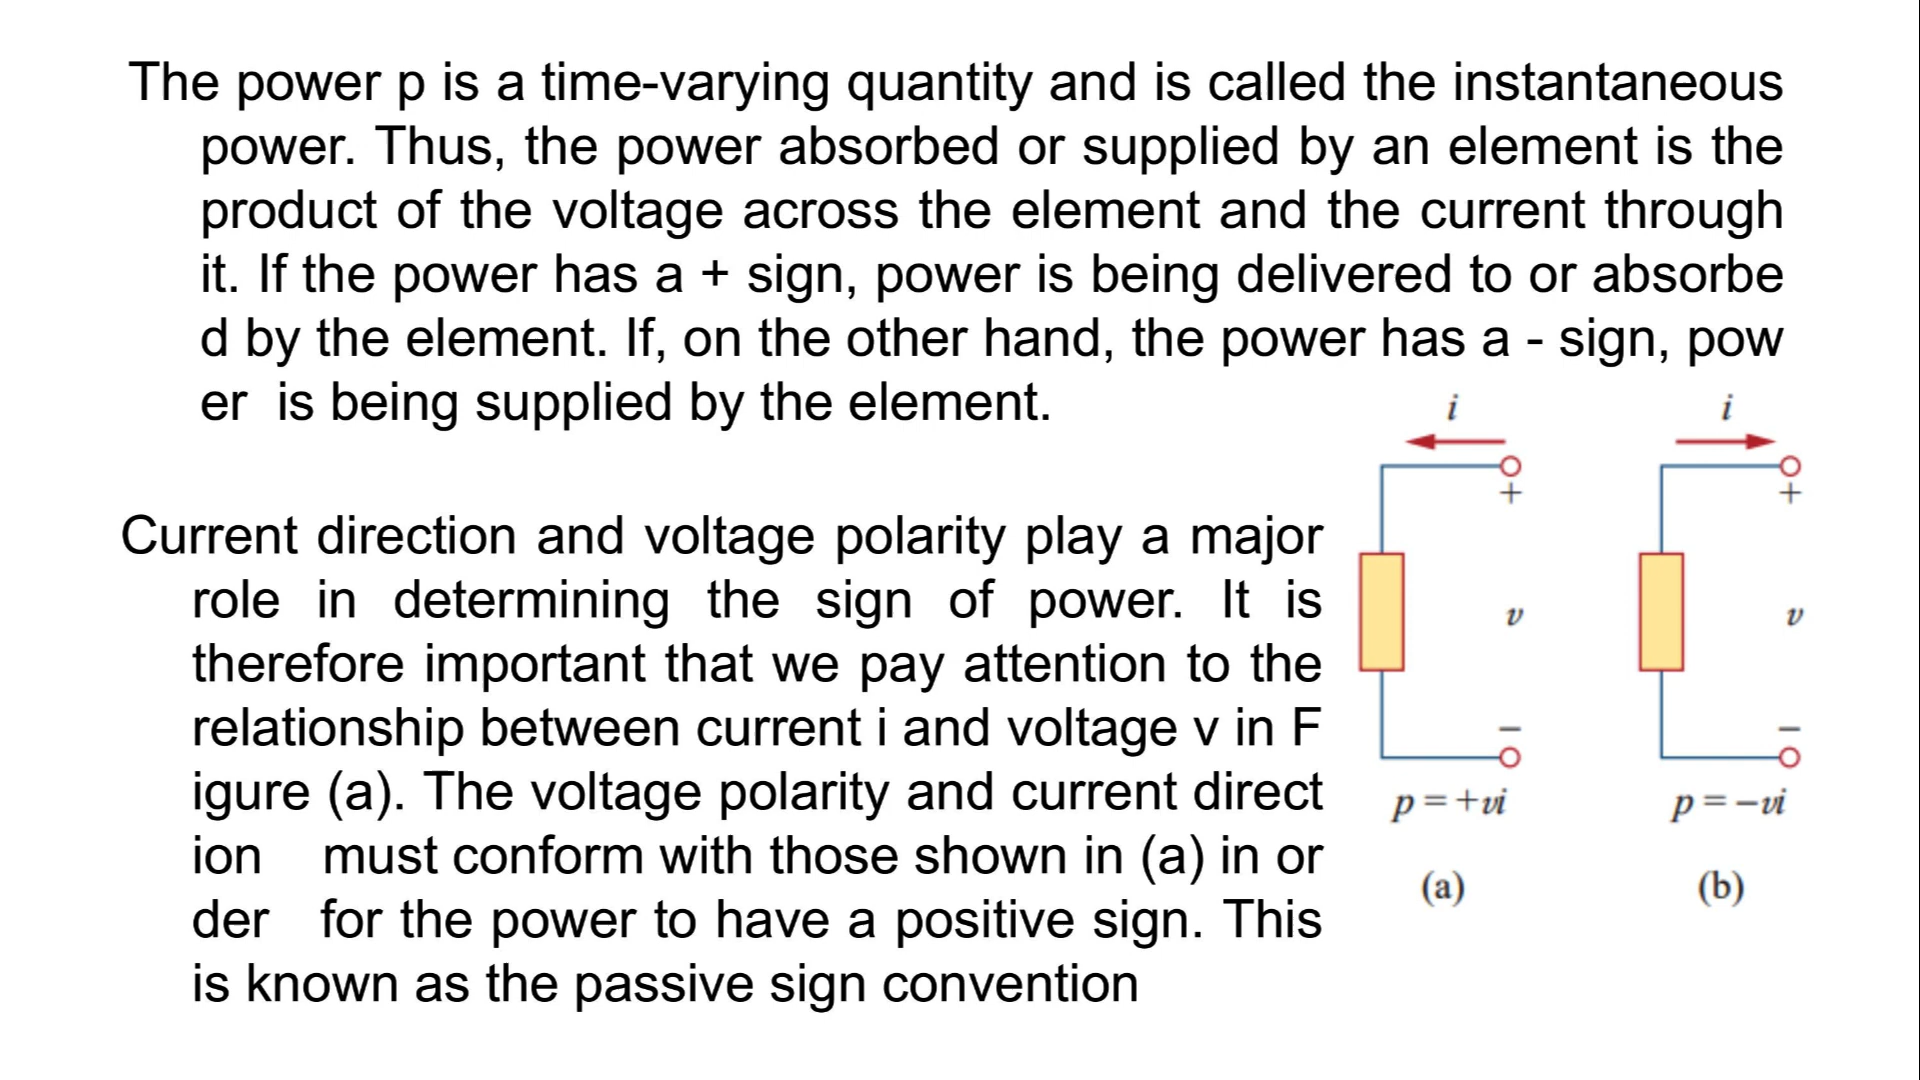 The power p is a time-varying quantity and is called the instantaneous
power. Thus, the power absorbed or supplied by an element is the
product of the voltage across the element and the current through
it. If the power has a + sign, power is being delivered to or absorbe
d by the element. If, on the other hand, the power has a - sign, pow
er is being supplied by the element.
Current direction and voltage polarity play a major
role in determining the sign of power. It is
therefore important that we pay attention to the
relationship between current i and voltage v in F
igure (a). The voltage polarity and current direct
ion must conform with those shown in (a) in or
der for the power to have a positive sign. This
is known as the passive sign convention
i
+
v
−
p = +vi
(a)
i
+
v
−
p = −vi
(b)